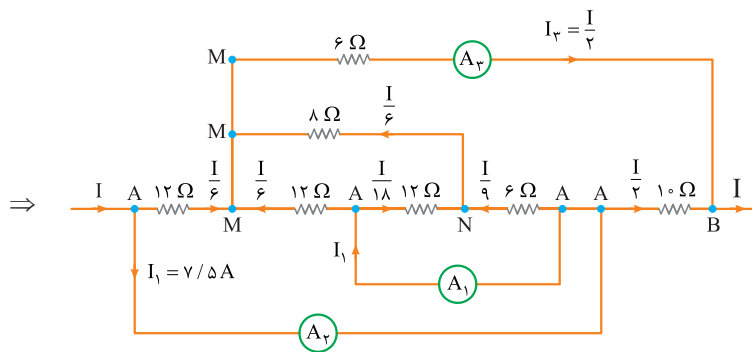 ۶ Ω
A۳
I۳ = I/۲
M
۸ Ω
I/۶
M
⇒
I
A
۱۲ Ω
I/۶
I/۶
۱۲ Ω
A
I/۱۸
۱۲ Ω
I/۹
۶ Ω
A
A
I/۲
۱۰ Ω
I
M
N
B
I۱ = ۷/۵ A
I۱
A۱
A۲